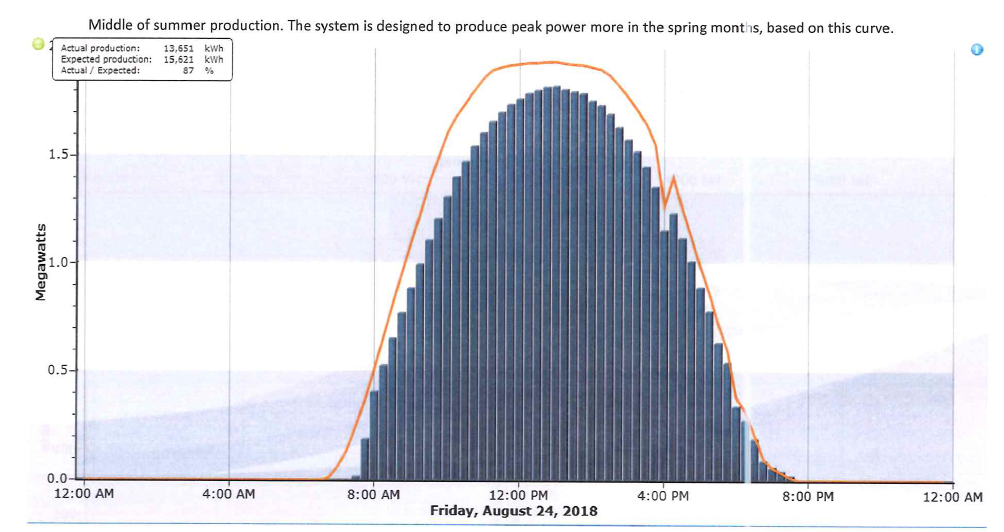 Middle of summer production. The system is designed to produce peak power more in the spring months, based on this curve.
Actual production: 13,651 kWh
Expected production: 15,621 kWh
Actual / Expected: 87 %
1.5
1.0
0.5
0.0
Megawatts
12:00 AM 4:00 AM 8:00 AM 12:00 PM 4:00 PM 8:00 PM 12:00 AM
Friday, August 24, 2018